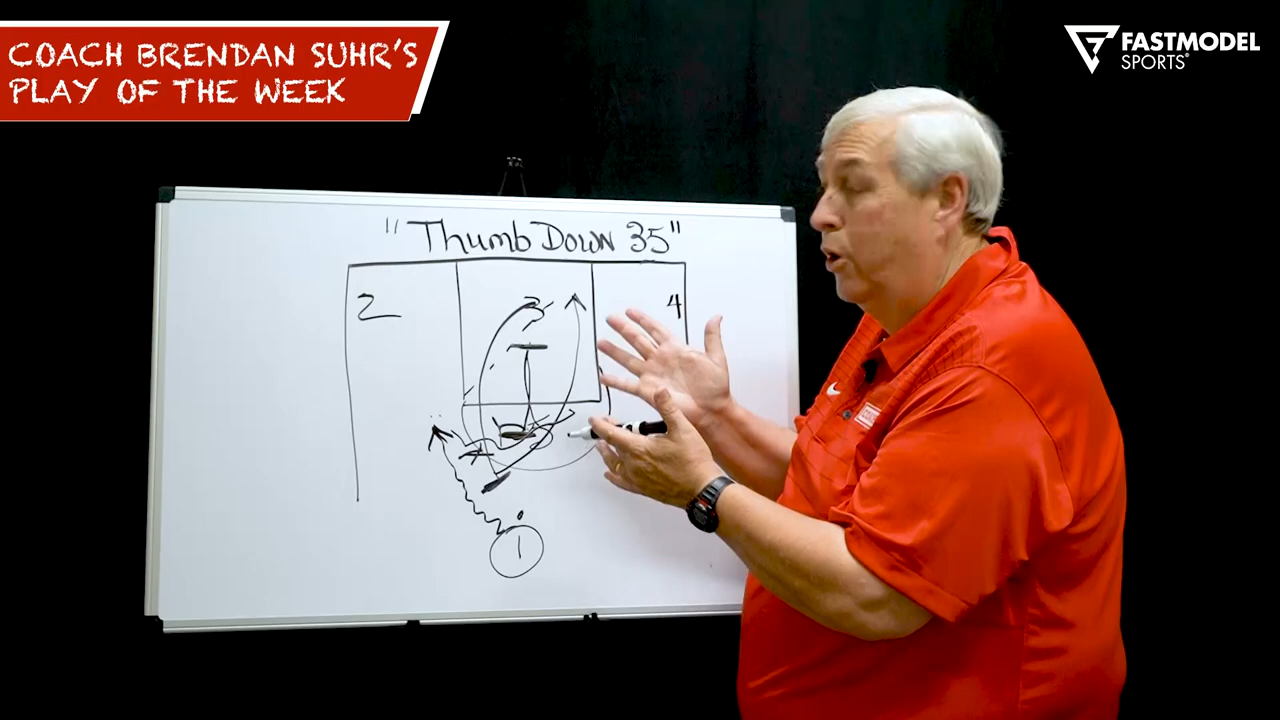 COACH BRENDAN SUHR'S
PLAY OF THE WEEK
FASTMODEL
SPORTS
"Thumb Down 35"
2
3
4
1